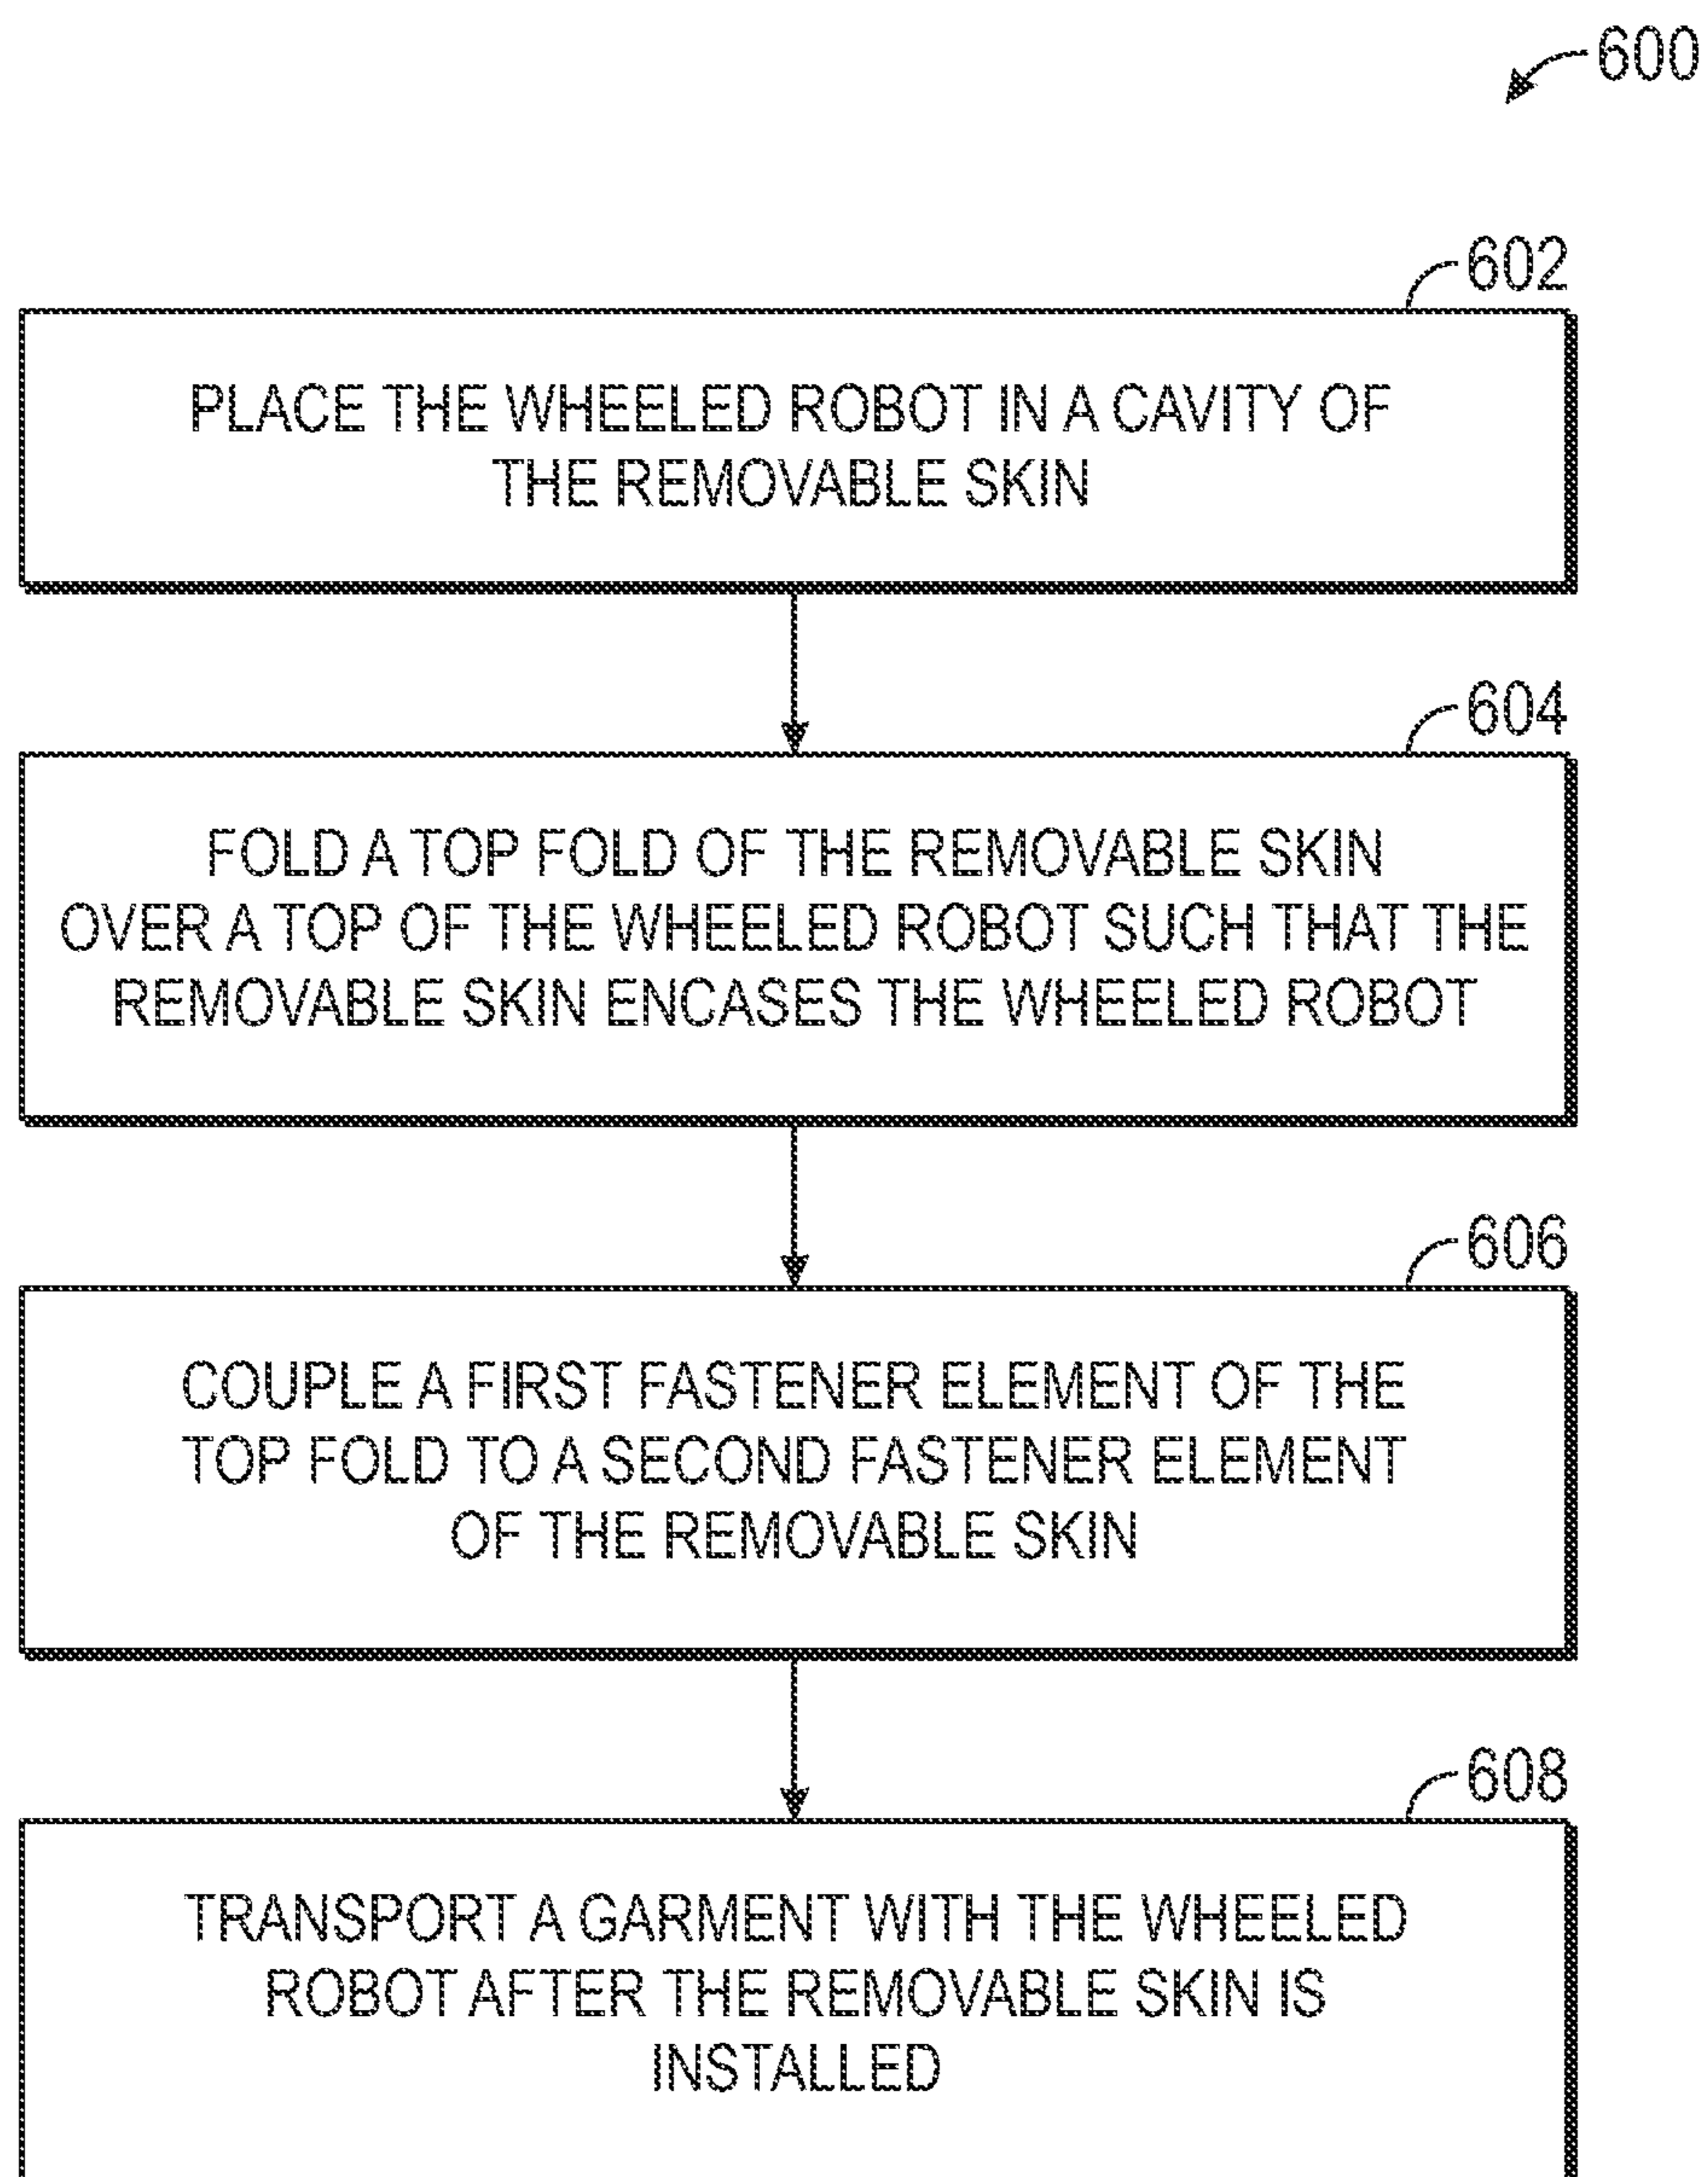 600
602
PLACE THE WHEELED ROBOT IN A CAVITY OF
THE REMOVABLE SKIN
604
FOLD A TOP FOLD OF THE REMOVABLE SKIN
OVER A TOP OF THE WHEELED ROBOT SUCH THAT THE
REMOVABLE SKIN ENCASES THE WHEELED ROBOT
606
COUPLE A FIRST FASTENER ELEMENT OF THE
TOP FOLD TO A SECOND FASTENER ELEMENT
OF THE REMOVABLE SKIN
608
TRANSPORT A GARMENT WITH THE WHEELED
ROBOT AFTER THE REMOVABLE SKIN IS
INSTALLED